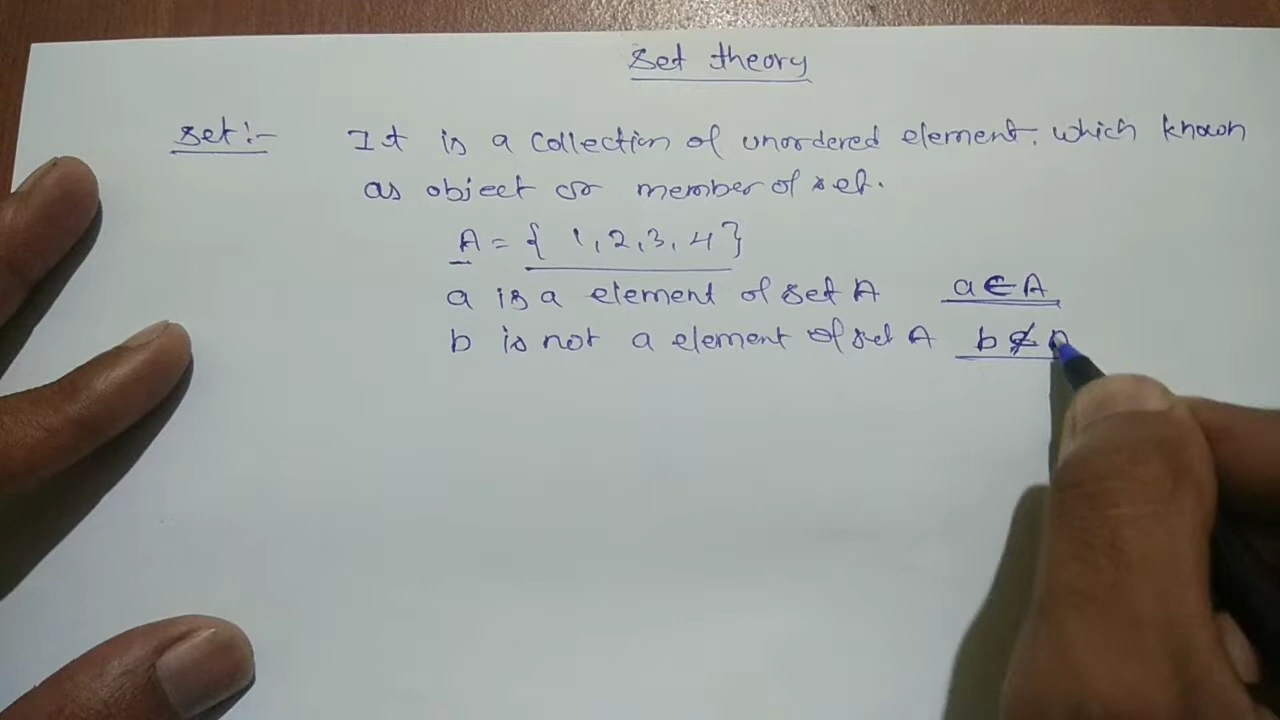 Set theory
Set:- It is a collection of unordered element. which known
as object or member of set.
A = { 1, 2, 3, 4 }
a is a element of set A a ∈ A
b is not a element of set A b ∉ A